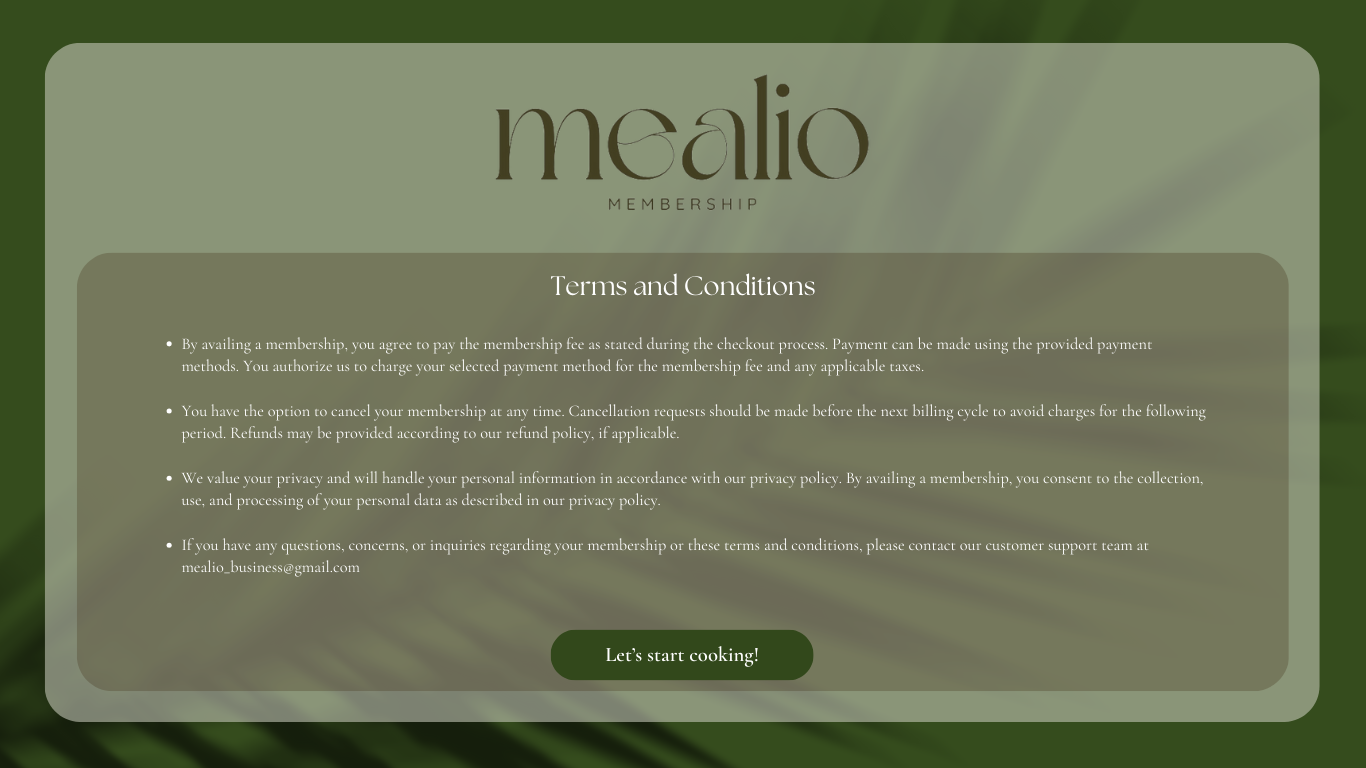 mealio
MEMBERSHIP
Terms and Conditions
• By availing a membership, you agree to pay the membership fee as stated during the checkout process. Payment can be made using the provided payment
methods. You authorize us to charge your selected payment method for the membership fee and any applicable taxes.
• You have the option to cancel your membership at any time. Cancellation requests should be made before the next billing cycle to avoid charges for the following
period. Refunds may be provided according to our refund policy, if applicable.
• We value your privacy and will handle your personal information in accordance with our privacy policy. By availing a membership, you consent to the collection,
use, and processing of your personal data as described in our privacy policy.
• If you have any questions, concerns, or inquiries regarding your membership or these terms and conditions, please contact our customer support team at
mealio_business@gmail.com
Let’s start cooking!